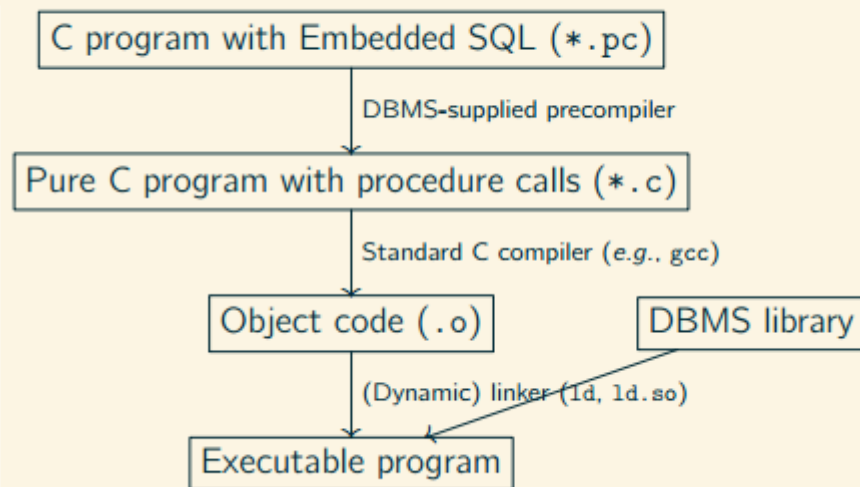 C program with Embedded SQL (*.pc)
DBMS-supplied precompiler
Pure C program with procedure calls (*.c)
Standard C compiler (e.g., gcc)
Object code (.o)
DBMS library
(Dynamic) linker (ld, ld.so)
Executable program